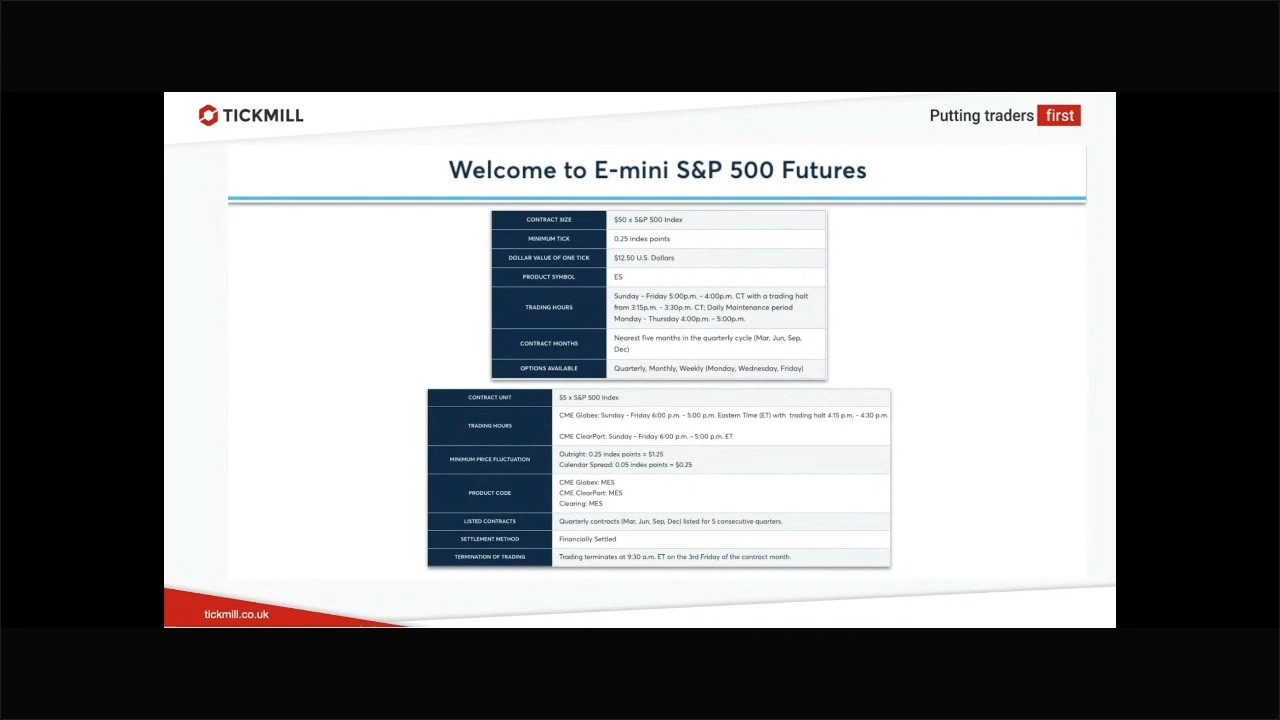 TICKMILL
Putting traders first
Welcome to E-mini S&P 500 Futures
CONTRACT SIZE
$50 x S&P 500 Index
MINIMUM TICK
0.25 index points
DOLLAR VALUE OF ONE TICK
$12.50 U.S. Dollars
PRODUCT SYMBOL
ES
TRADING HOURS
Sunday - Friday 5:00p.m. - 4:00p.m. CT with a trading halt
from 3:15p.m. - 3:30p.m. CT; Daily Maintenance period
Monday - Thursday 4:00p.m. - 5:00p.m.
CONTRACT MONTHS
Nearest five months in the quarterly cycle (Mar, Jun, Sep,
Dec)
OPTIONS AVAILABLE
Quarterly, Monthly, Weekly (Monday, Wednesday, Friday)
CONTRACT UNIT
$5 x S&P 500 Index
TRADING HOURS
CME Globex: Sunday - Friday 6:00 p.m. - 5:00 p.m. Eastern Time (ET) with trading halt 4:15 p.m. - 4:30 p.m.
CME ClearPort: Sunday - Friday 6:00 p.m. - 5:00 p.m. ET
MINIMUM PRICE FLUCTUATION
Outright: 0.25 index points = $1.25
Calendar Spread: 0.05 index points = $0.25
PRODUCT CODE
CME Globex: MES
CME ClearPort: MES
Clearing: MES
LISTED CONTRACTS
Quarterly contracts (Mar, Jun, Sep, Dec) listed for 5 consecutive quarters.
SETTLEMENT METHOD
Financially Settled
TERMINATION OF TRADING
Trading terminates at 9:30 a.m. ET on the 3rd Friday of the contract month.
tickmill.co.uk